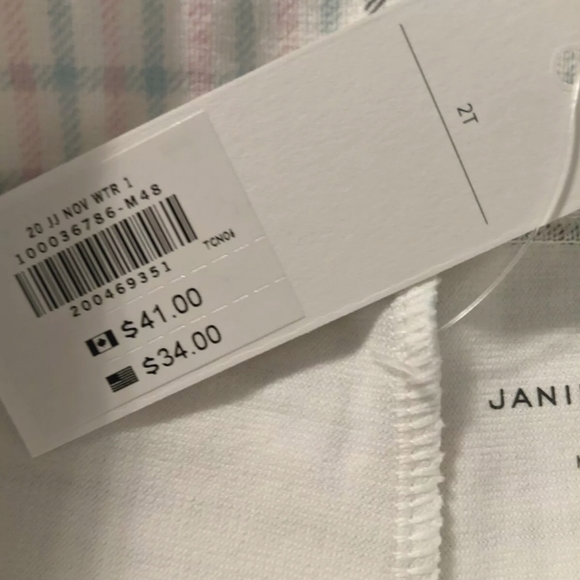 2T
20 JJ NOV WTR 1
100036786-M48
200469351
TCN04
$41.00
$34.00
JANI